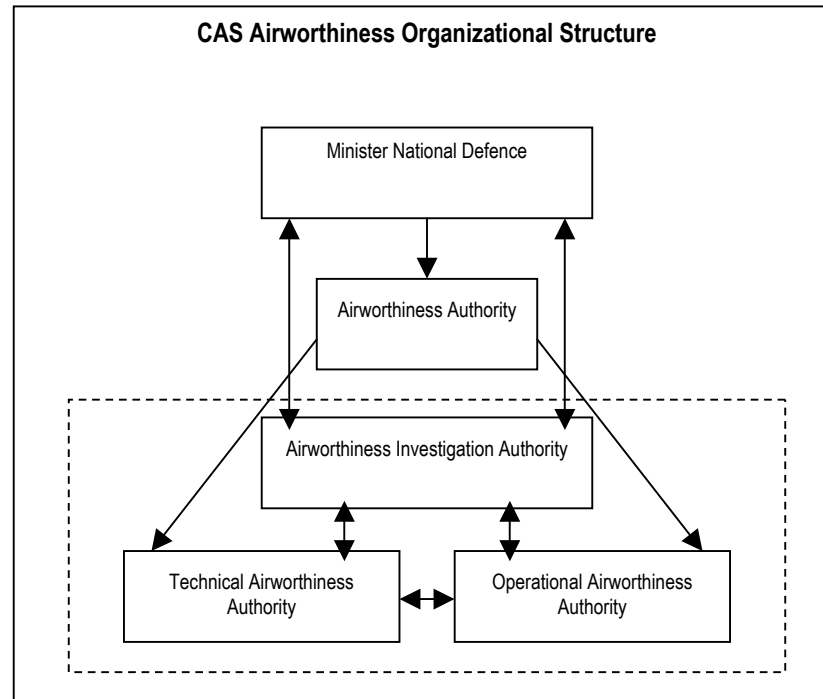 CAS Airworthiness Organizational Structure
Minister National Defence
Airworthiness Authority
Airworthiness Investigation Authority
Technical Airworthiness
Authority
Operational Airworthiness
Authority